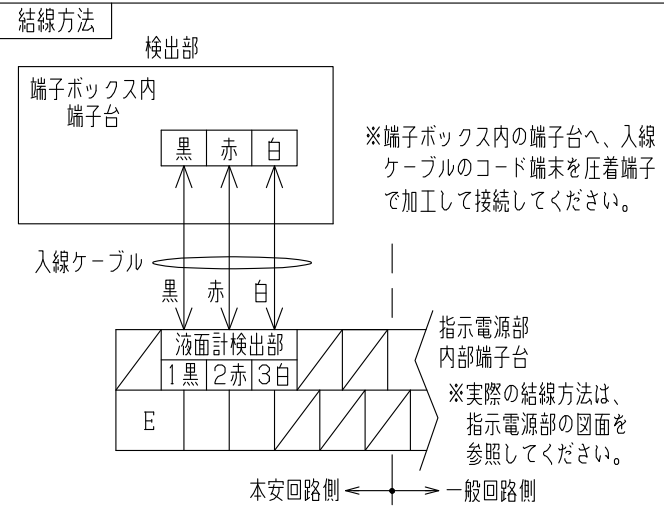 結線方法
検出部
端子ボックス内
端子台
黒 赤 白
※端子ボックス内の端子台へ、入線
ケーブルのコード端末を圧着端子
で加工して接続してください。
入線ケーブル
黒 赤 白
液面計検出部
1黒 2赤 3白
E
指示電源部
内部端子台
※実際の結線方法は、
指示電源部の図面を
参照してください。
本安回路側 一般回路側